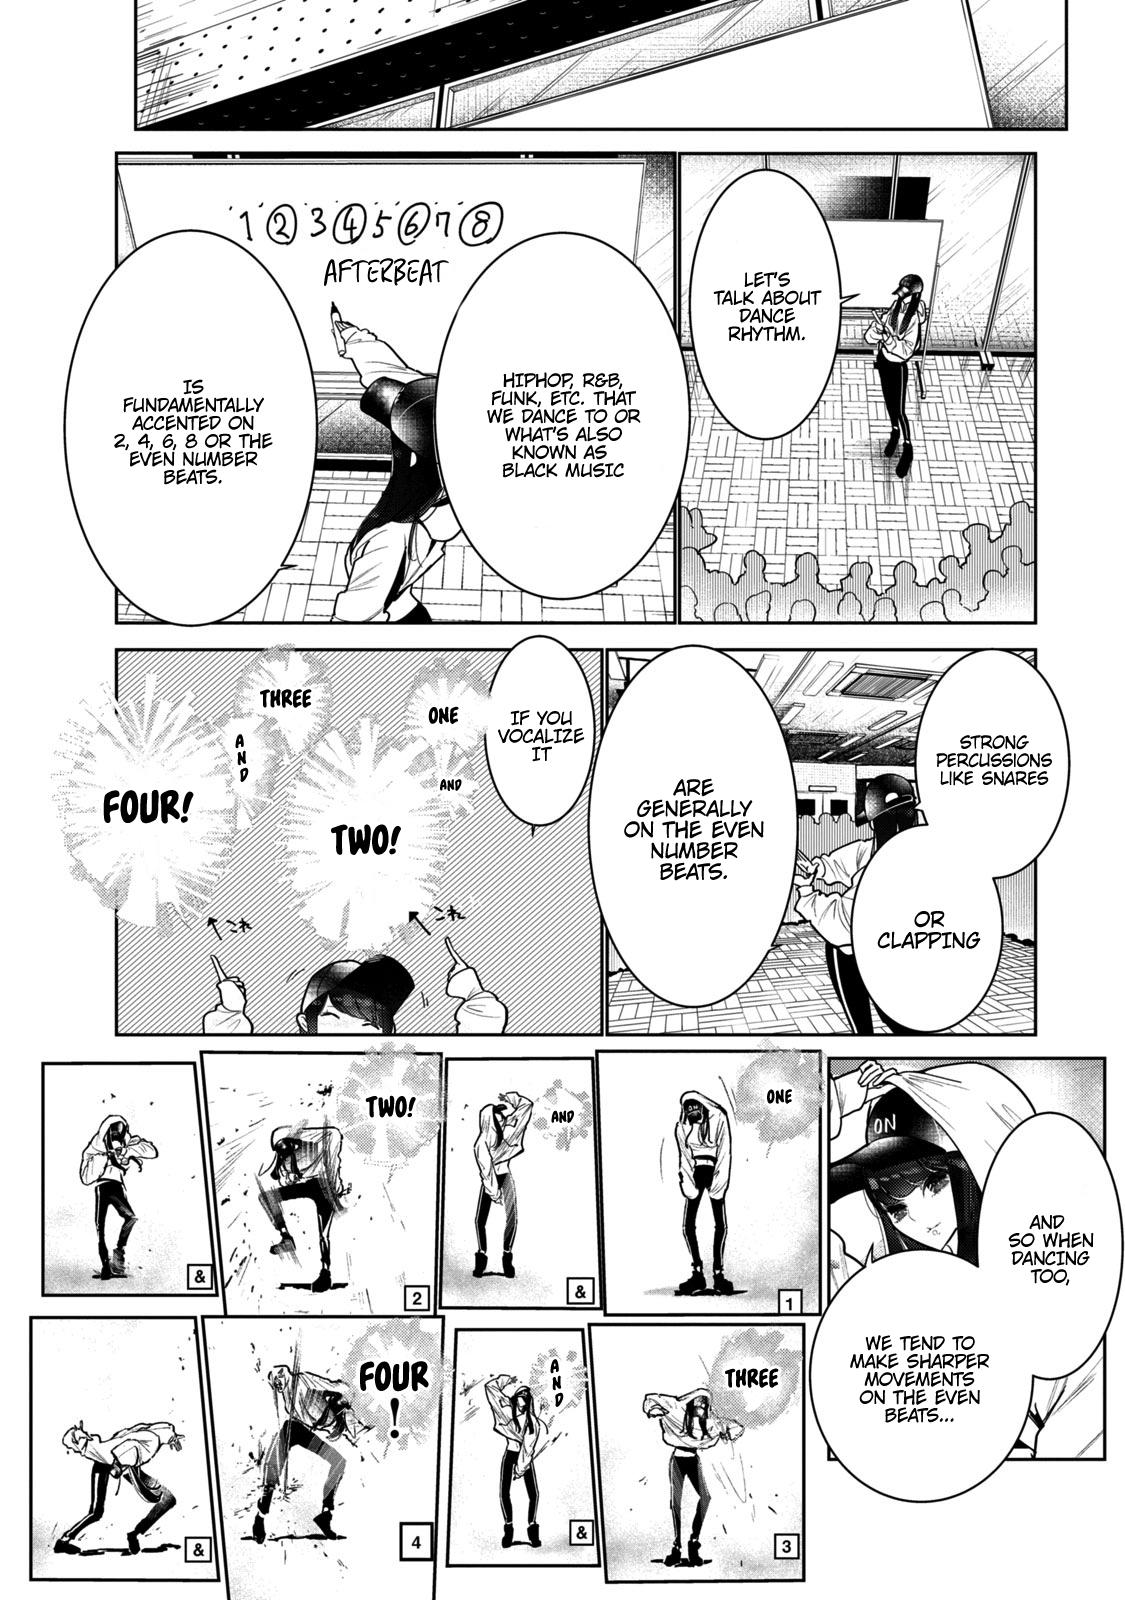 LET'S
TALK ABOUT
DANCE
RHYTHM.
1 2 3 4 5 6 7 8
AFTERBEAT
HIPHOP, R&B,
FUNK, ETC. THAT
WE DANCE TO OR
WHAT'S ALSO
KNOWN AS
BLACK MUSIC
IS
FUNDAMENTALLY
ACCENTED ON
2, 4, 6, 8 OR THE
EVEN NUMBER
BEATS.
STRONG
PERCUSSIONS
LIKE SNARES
OR
CLAPPING
ARE
GENERALLY
ON THE EVEN
NUMBER
BEATS.
IF YOU
VOCALIZE
IT
ONE
AND
TWO!
THREE
AND
FOUR!
これ
これ
ON
AND
SO WHEN
DANCING
TOO,
WE TEND TO
MAKE SHARPER
MOVEMENTS
ON THE EVEN
BEATS...
ONE
ON
1
AND
&
TWO!
2
&
THREE
3
AND
&
FOUR!
4
&